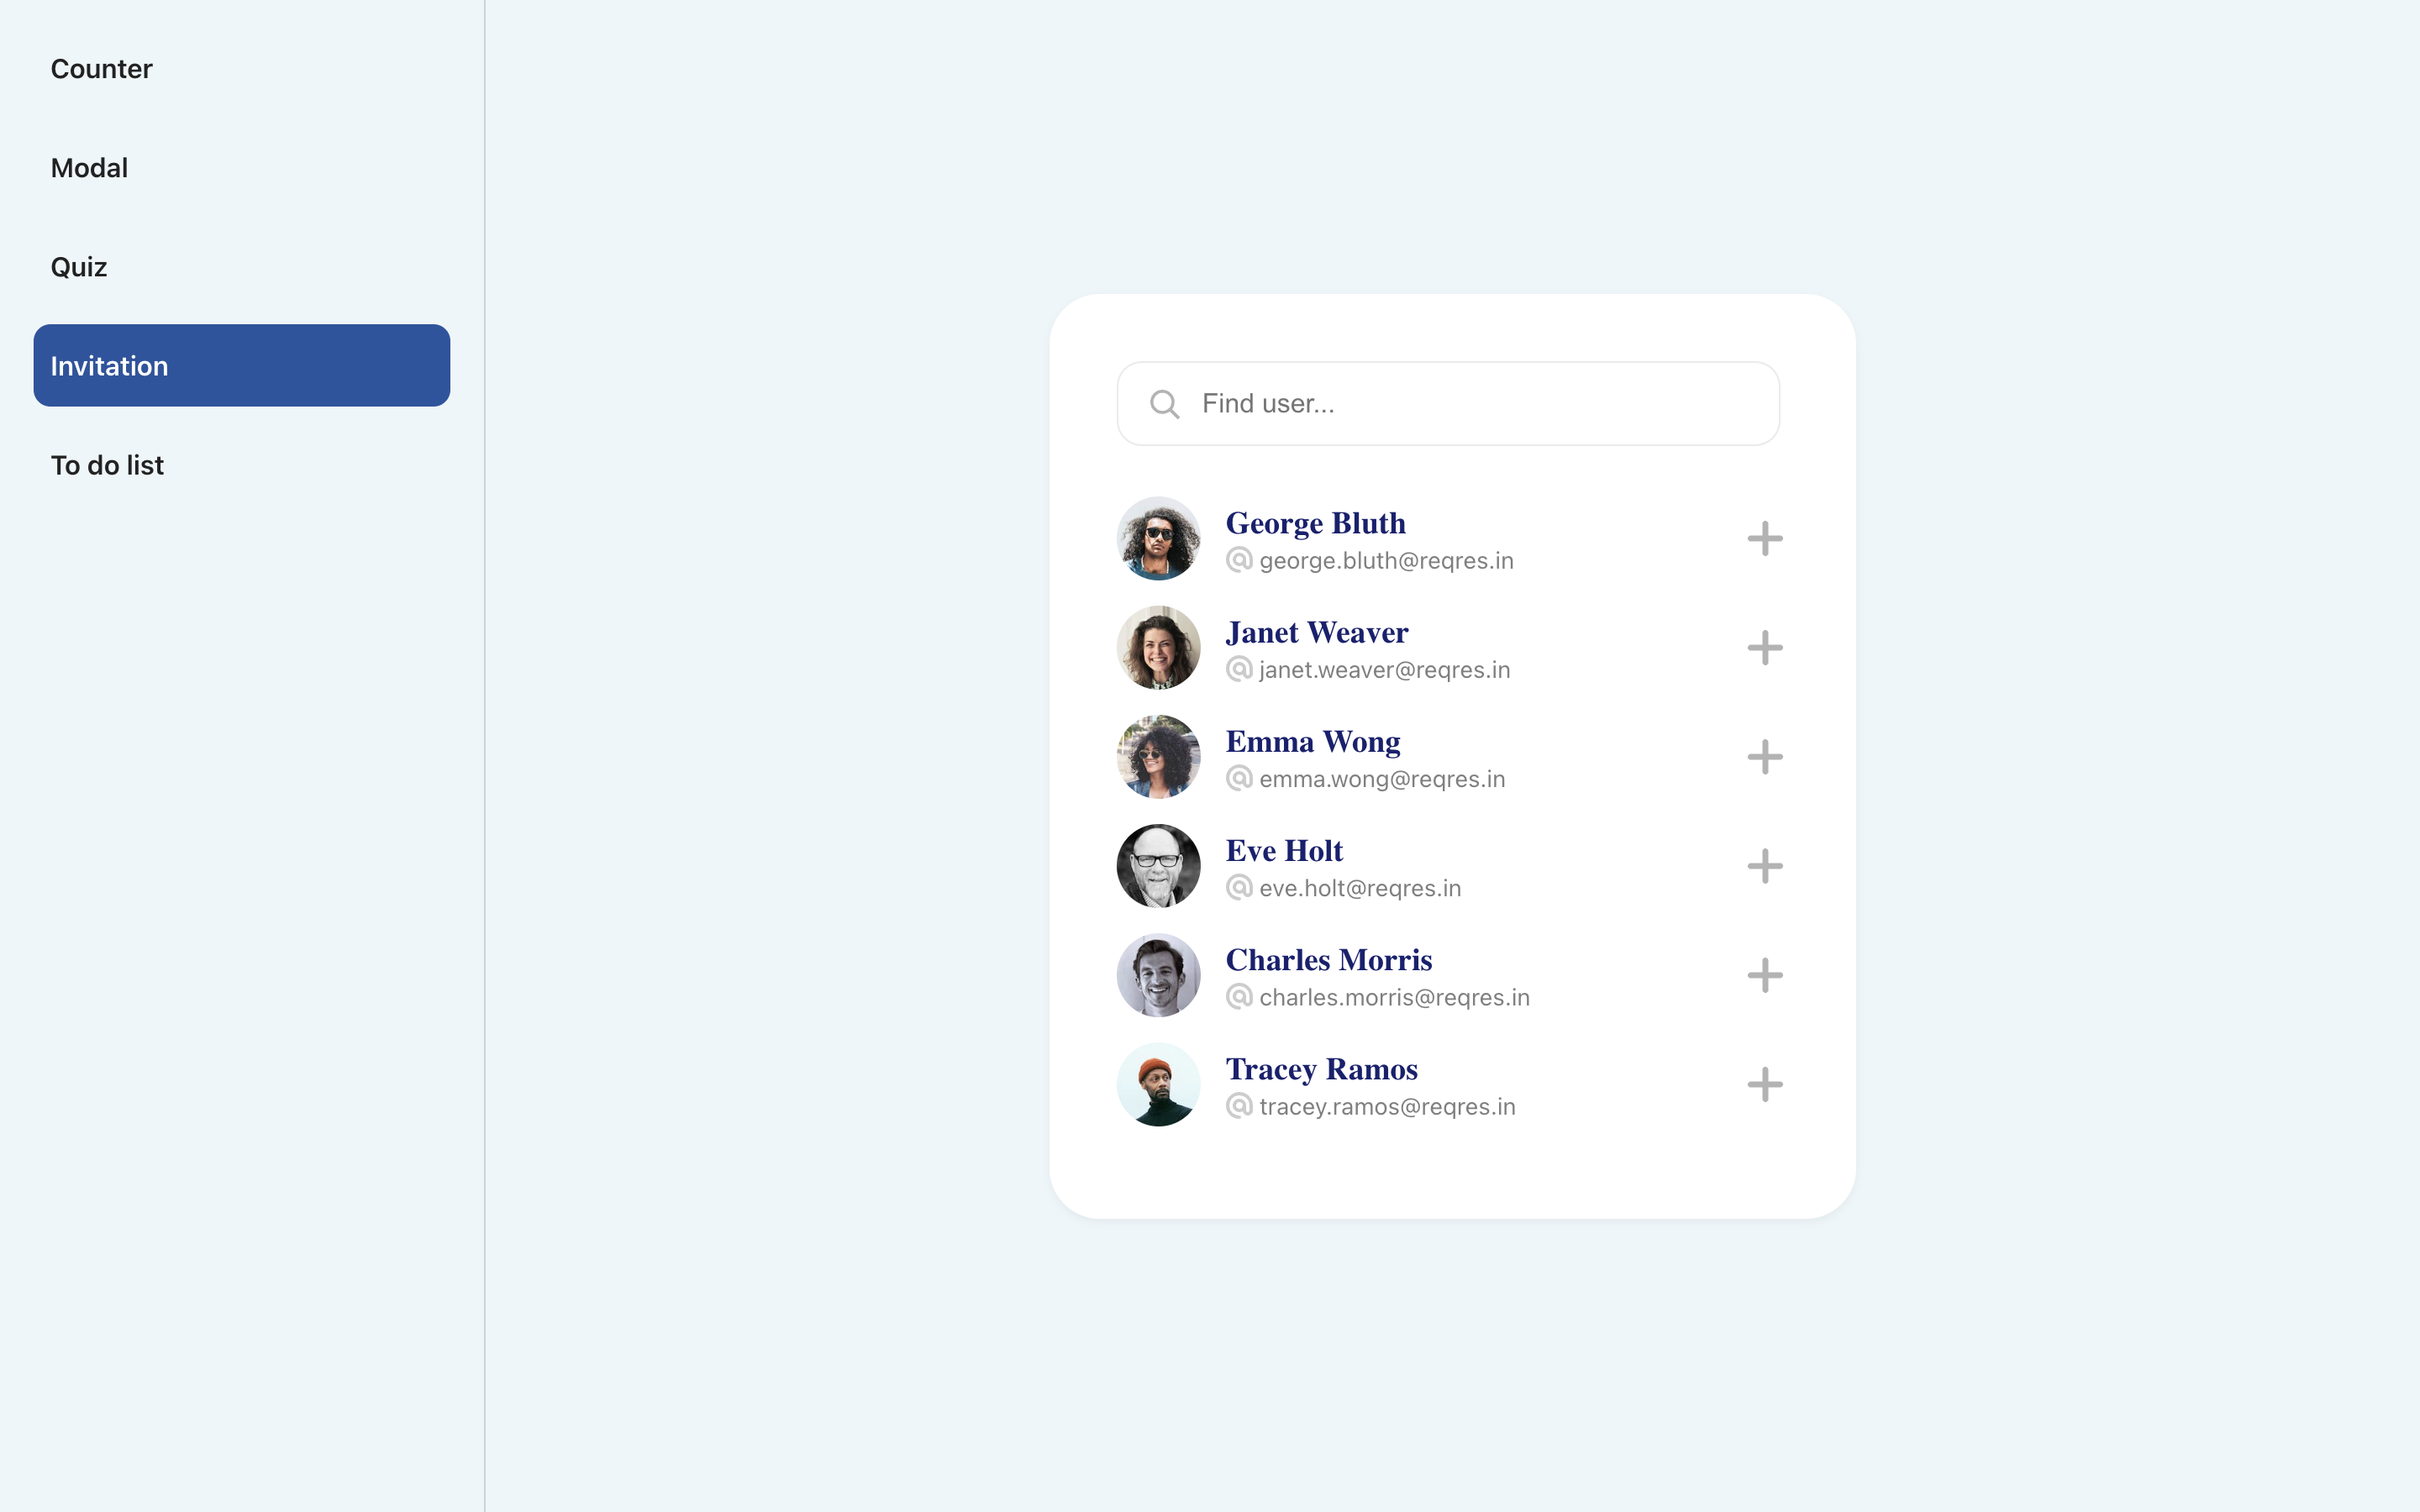 Counter
Modal
Quiz
Invitation
To do list
Find user...
George Bluth
george.bluth@reqres.in
Janet Weaver
janet.weaver@reqres.in
Emma Wong
emma.wong@reqres.in
Eve Holt
eve.holt@reqres.in
Charles Morris
charles.morris@reqres.in
Tracey Ramos
tracey.ramos@reqres.in